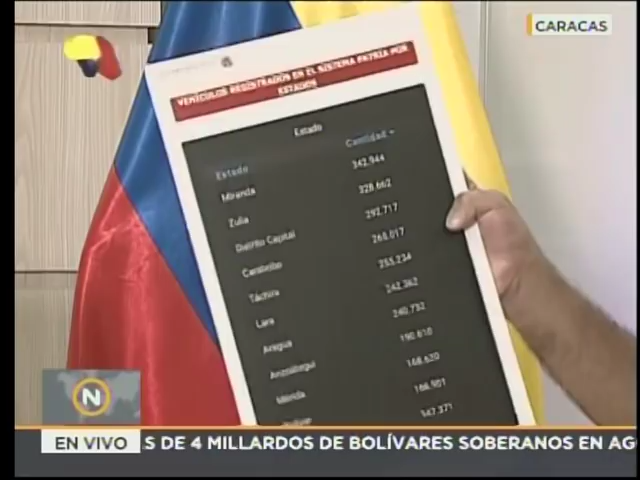 CARACAS
VEHÍCULOS REGISTRADOS EN EL SISTEMA PATRIA POR
ESTADOS
Estado
Estado Cantidad
Miranda 342.944
Zulia 328.662
Distrito Capital 292.717
Carabobo 265.017
Táchira 255.234
Lara 242.362
Aragua 240.732
Anzoátegui 190.610
Mérida 168.620
Bolívar 166.901
147.371
N
EN VIVO
S DE 4 MILLARDOS DE BOLÍVARES SOBERANOS EN AG